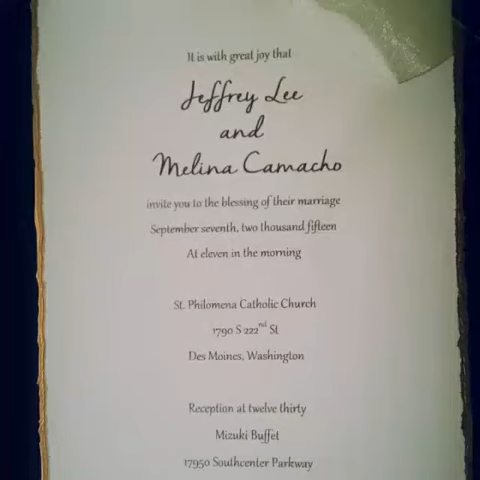 It is with great joy that
Jeffrey Lee
and
Melina Camacho
invite you to the blessing of their marriage
September seventh, two thousand fifteen
At eleven in the morning
St. Philomena Catholic Church
1790 S 222nd St
Des Moines, Washington
Reception at twelve thirty
Mizuki Buffet
17950 Southcenter Parkway